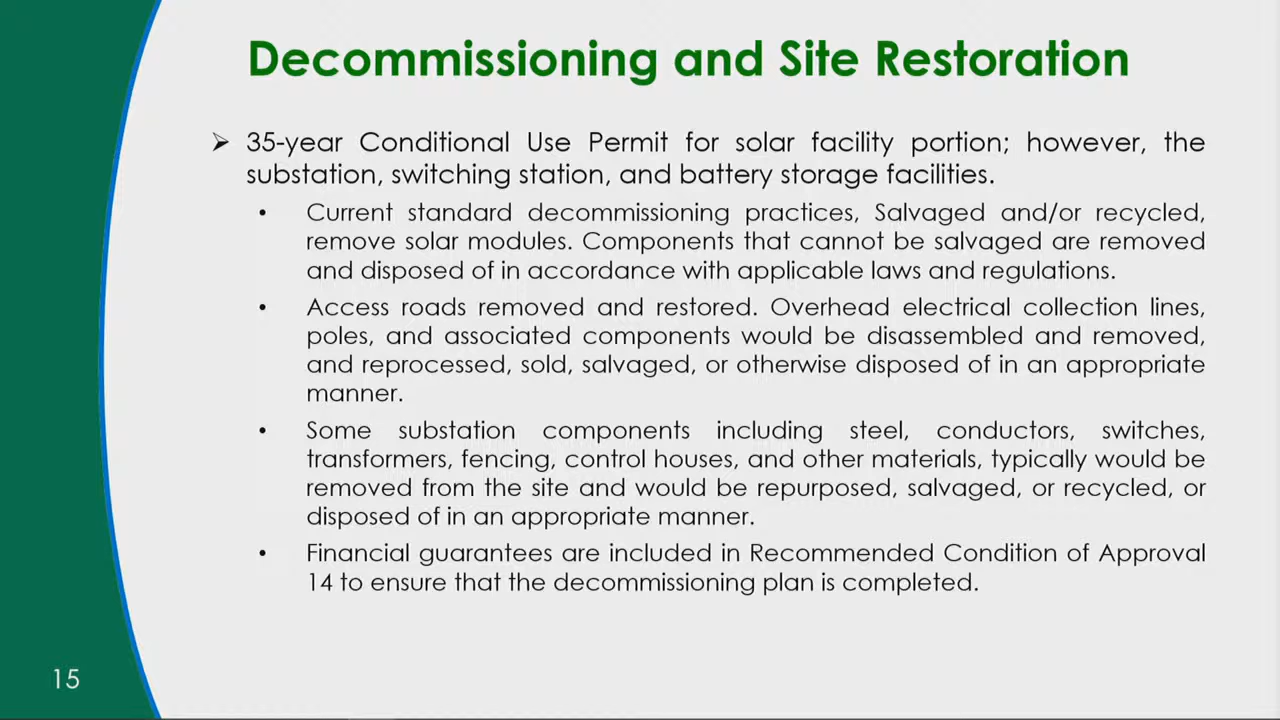 Decommissioning and Site Restoration
➢ 35-year Conditional Use Permit for solar facility portion; however, the
substation, switching station, and battery storage facilities.
• Current standard decommissioning practices, Salvaged and/or recycled,
remove solar modules. Components that cannot be salvaged are removed
and disposed of in accordance with applicable laws and regulations.
• Access roads removed and restored. Overhead electrical collection lines,
poles, and associated components would be disassembled and removed,
and reprocessed, sold, salvaged, or otherwise disposed of in an appropriate
manner.
• Some substation components including steel, conductors, switches,
transformers, fencing, control houses, and other materials, typically would be
removed from the site and would be repurposed, salvaged, or recycled, or
disposed of in an appropriate manner.
• Financial guarantees are included in Recommended Condition of Approval
14 to ensure that the decommissioning plan is completed.
15